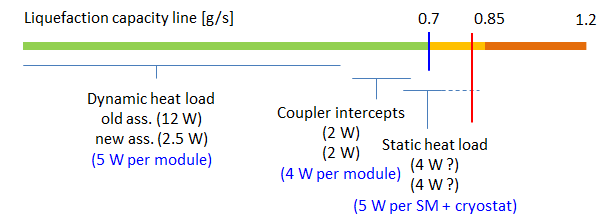 Liquefaction capacity line [g/s]
0.7
0.85
1.2
Dynamic heat load
old ass. (12 W)
new ass. (2.5 W)
(5 W per module)
Coupler intercepts
(2 W)
(2 W)
(4 W per module)
Static heat load
(4 W ?)
(4 W ?)
(5 W per SM + cryostat)